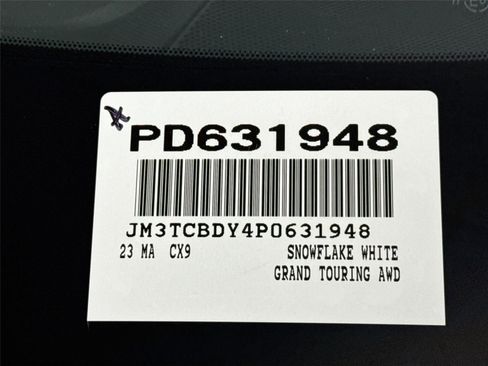 A
PD631948
JM3TCBDY4P0631948
23 MA CX9 SNOWFLAKE WHITE
GRAND TOURING AWD